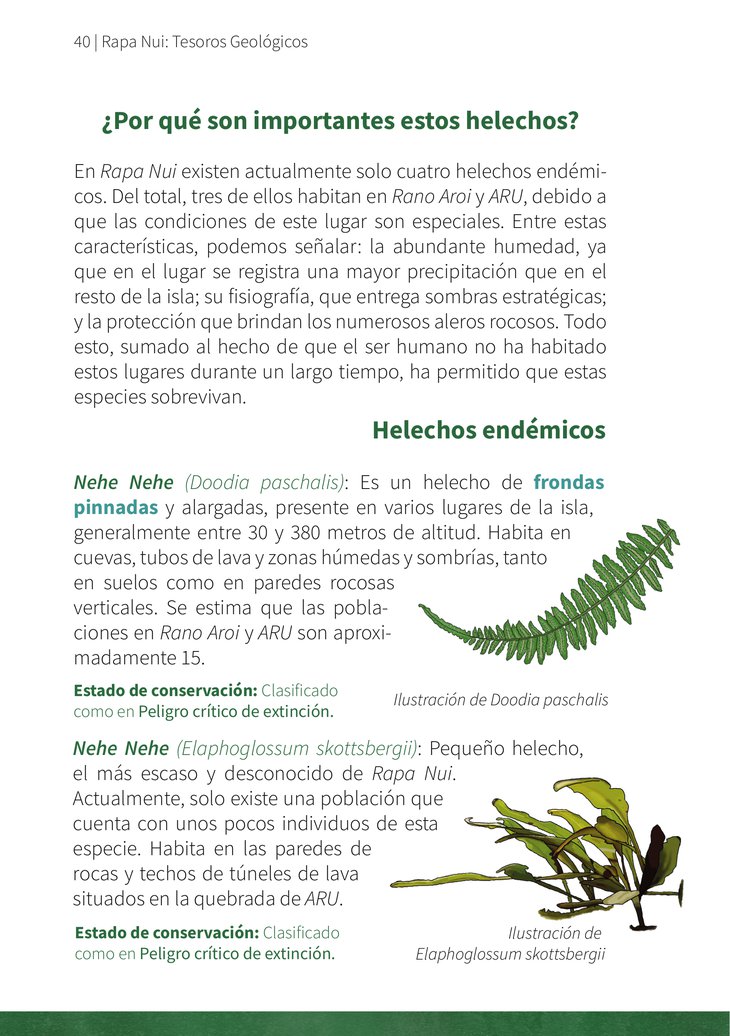 40 | Rapa Nui: Tesoros Geológicos
¿Por qué son importantes estos helechos?
En Rapa Nui existen actualmente solo cuatro helechos endémi-
cos. Del total, tres de ellos habitan en Rano Aroi y ARU, debido a
que las condiciones de este lugar son especiales. Entre estas
características, podemos señalar: la abundante humedad, ya
que en el lugar se registra una mayor precipitación que en el
resto de la isla; su fisiografía, que entrega sombras estratégicas;
y la protección que brindan los numerosos aleros rocosos. Todo
esto, sumado al hecho de que el ser humano no ha habitado
estos lugares durante un largo tiempo, ha permitido que estas
especies sobrevivan.
Helechos endémicos
Nehe Nehe (Doodia paschalis): Es un helecho de frondas
pinnadas y alargadas, presente en varios lugares de la isla,
generalmente entre 30 y 380 metros de altitud. Habita en
cuevas, tubos de lava y zonas húmedas y sombrías, tanto
en suelos como en paredes rocosas
verticales. Se estima que las pobla-
ciones en Rano Aroi y ARU son aproxi-
madamente 15.
Estado de conservación: Clasificado
como en Peligro crítico de extinción.
Ilustración de Doodia paschalis
Nehe Nehe (Elaphoglossum skottsbergii): Pequeño helecho,
el más escaso y desconocido de Rapa Nui.
Actualmente, solo existe una población que
cuenta con unos pocos individuos de esta
especie. Habita en las paredes de
rocas y techos de túneles de lava
situados en la quebrada de ARU.
Estado de conservación: Clasificado
como en Peligro crítico de extinción.
Ilustración de
Elaphoglossum skottsbergii